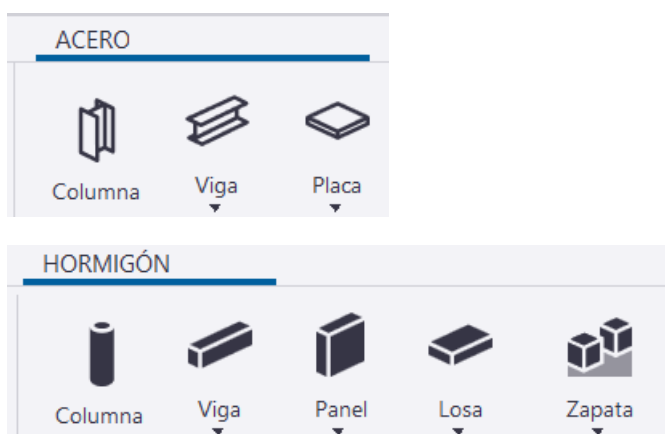 ACERO
Columna Viga Placa
HORMIGÓN
Columna Viga Panel Losa Zapata